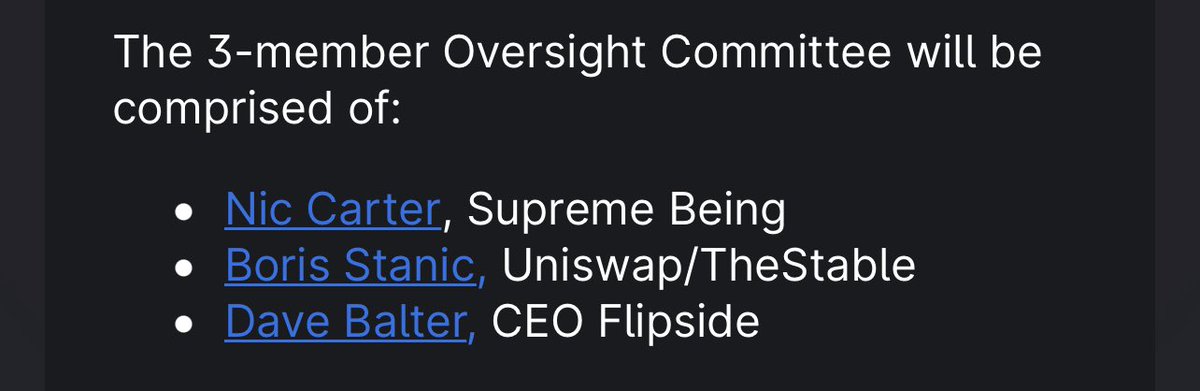 The 3-member Oversight Committee will be
comprised of:
• Nic Carter, Supreme Being
• Boris Stanic, Uniswap/TheStable
• Dave Balter, CEO Flipside